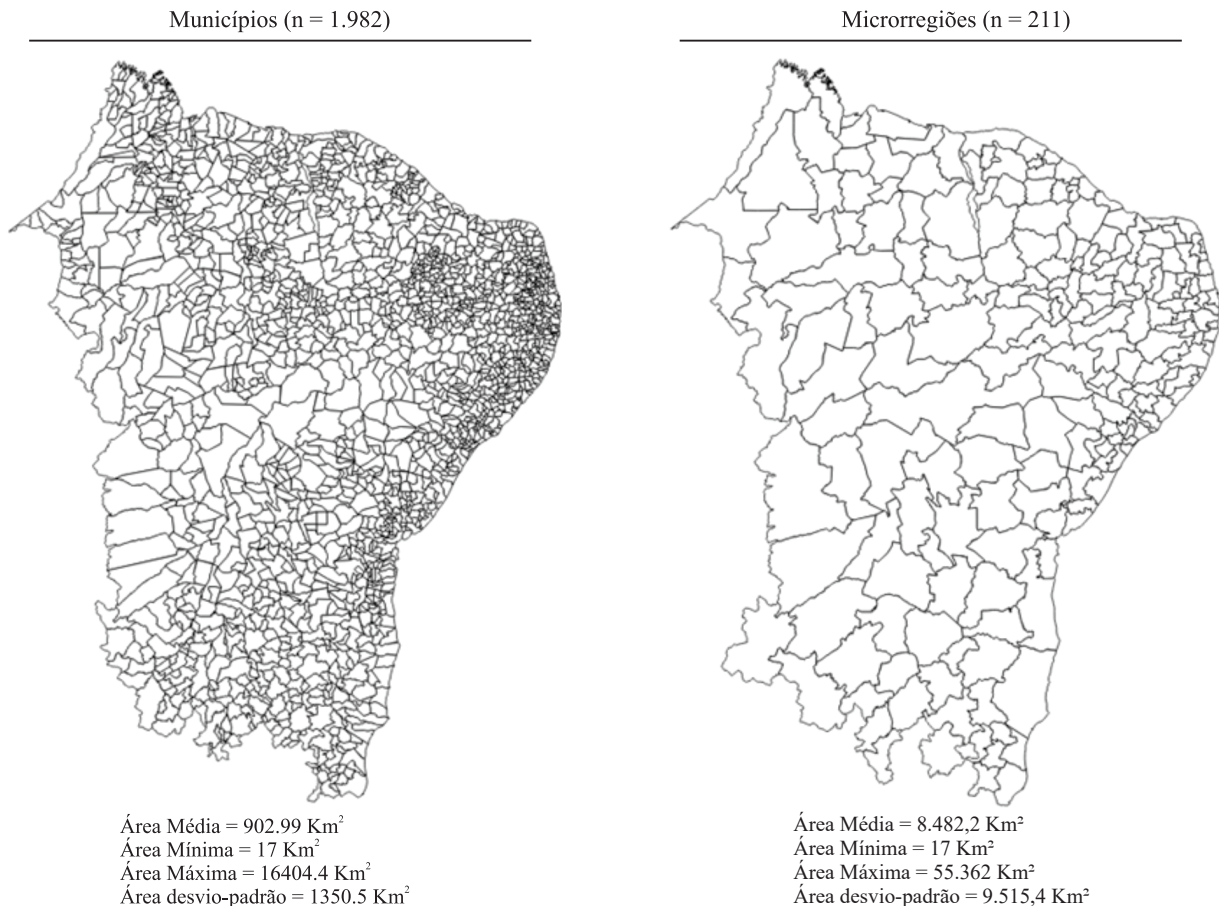 Municípios (n = 1.982)
Microrregiões (n = 211)
Área Média = 902.99 Km²
Área Mínima = 17 Km²
Área Máxima = 16404.4 Km²
Área desvio-padrão = 1350.5 Km²
Área Média = 8.482,2 Km²
Área Mínima = 17 Km²
Área Máxima = 55.362 Km²
Área desvio-padrão = 9.515,4 Km²